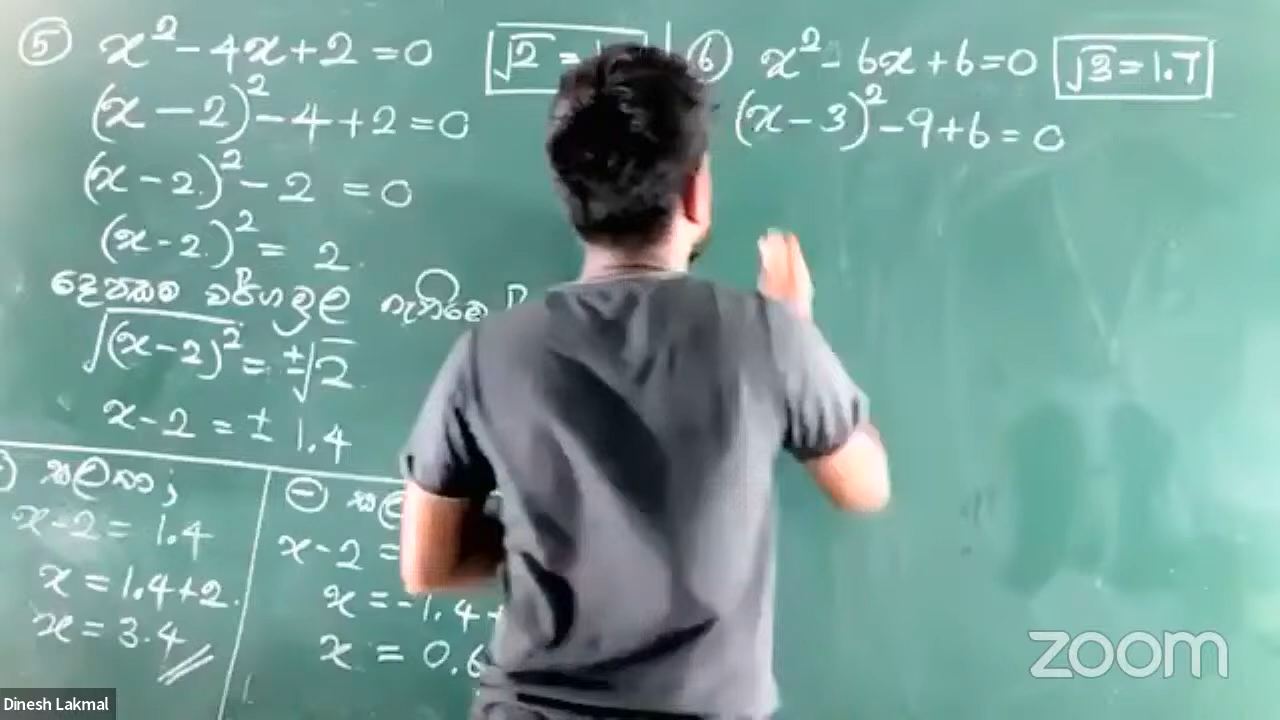 ⑤ x² - 4x + 2 = 0
√2 =
(x - 2)² - 4 + 2 = 0
(x - 2)² - 2 = 0
(x - 2)² = 2
දෙපසම වර්ගමූල
√(x - 2)² = ±√2
x - 2 = ± 1.4
සලකා;
x - 2 = 1.4
x = 1.4 + 2
x = 3.4
⊖
x - 2 =
x = -1.4 +
x = 0.6
⑥ x² - 6x + 6 = 0
√3 = 1.7
(x - 3)² - 9 + 6 = 0
zoom
Dinesh Lakmal